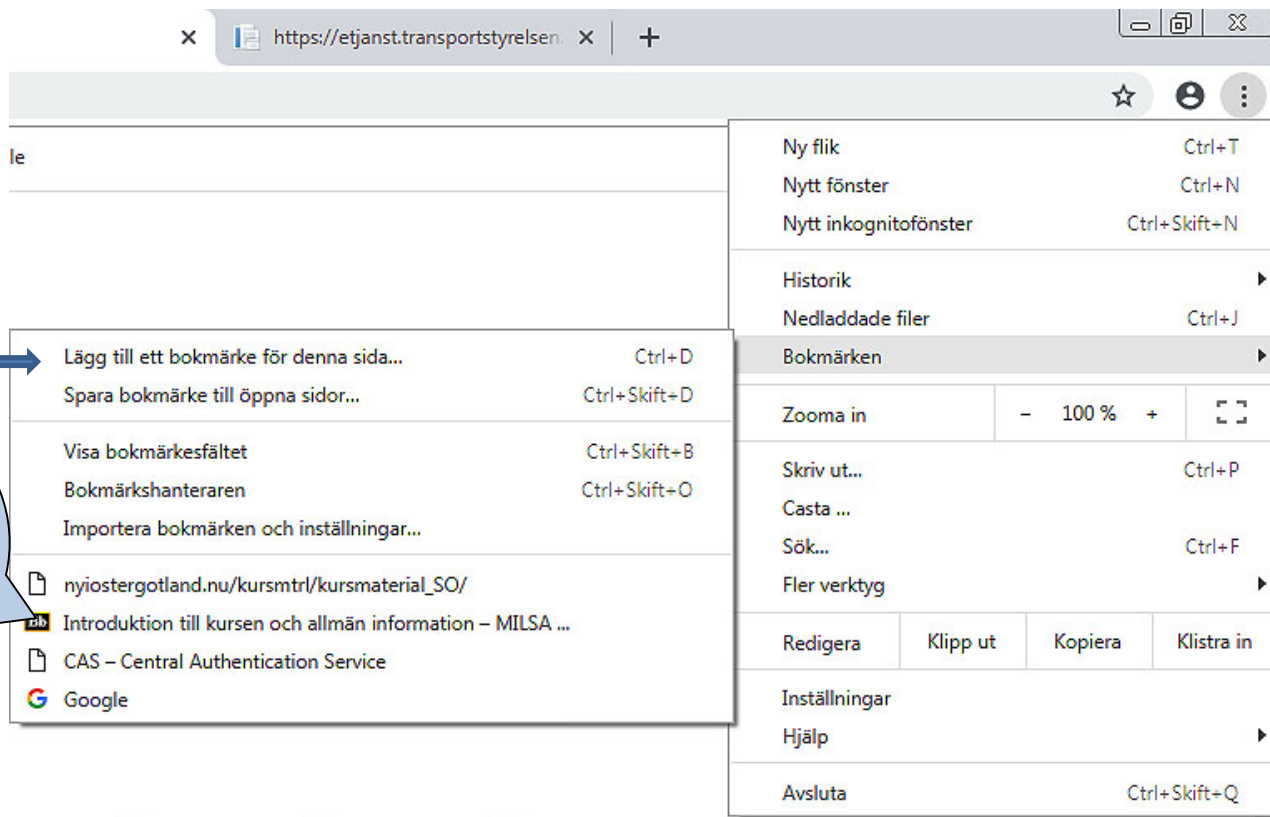 https://etjanst.transportstyrelsen.
le
Ny flik Ctrl+T
Nytt fönster Ctrl+N
Nytt inkognitofönster Ctrl+Skift+N
Historik
Nedladdade filer Ctrl+J
Bokmärken
Zooma in - 100 % +
Skriv ut... Ctrl+P
Casta ...
Sök... Ctrl+F
Fler verktyg
Redigera Klipp ut Kopiera Klistra in
Inställningar
Hjälp
Avsluta Ctrl+Skift+Q
Lägg till ett bokmärke för denna sida... Ctrl+D
Spara bokmärke till öppna sidor... Ctrl+Skift+D
Visa bokmärkesfältet Ctrl+Skift+B
Bokmärkshanteraren Ctrl+Skift+O
Importera bokmärken och inställningar...
nyiostergotland.nu/kursmtrl/kursmaterial_SO/
Bb Introduktion till kursen och allmän information – MILSA ...
CAS – Central Authentication Service
G Google